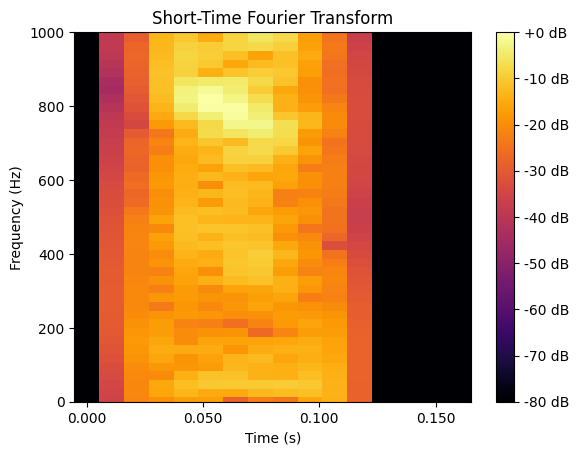 Short-Time Fourier Transform
1000
800
600
400
200
0
Frequency (Hz)
0.000
0.050
0.100
0.150
Time (s)
+0 dB
-10 dB
-20 dB
-30 dB
-40 dB
-50 dB
-60 dB
-70 dB
-80 dB